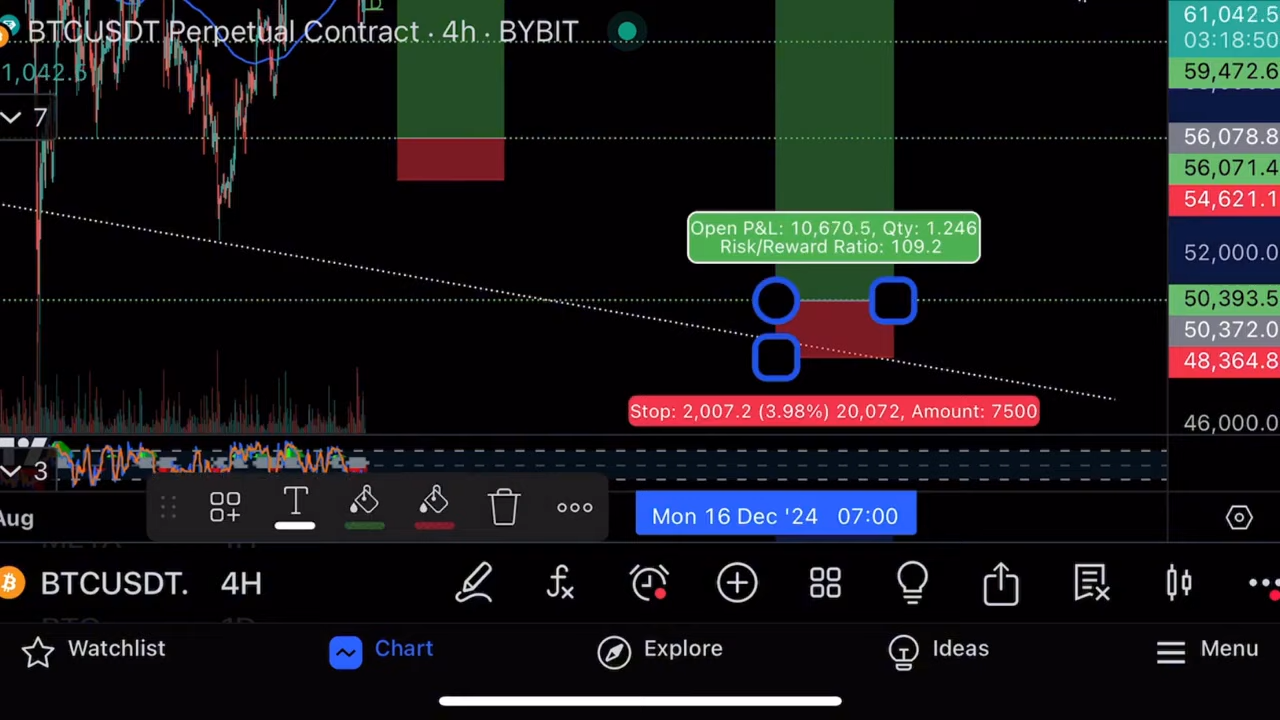 BTCUSDT Perpetual Contract · 4h · BYBIT
1,042.5
7
61,042.5
03:18:50
59,472.6
56,078.8
56,071.4
54,621.1
52,000.0
50,393.5
50,372.0
48,364.8
46,000.0
Open P&L: 10,670.5, Qty: 1.246
Risk/Reward Ratio: 109.2
Stop: 2,007.2 (3.98%) 20,072, Amount: 7500
3
T
Aug
Mon 16 Dec '24 07:00
BTCUSDT. 4H
Watchlist
Chart
Explore
Ideas
Menu